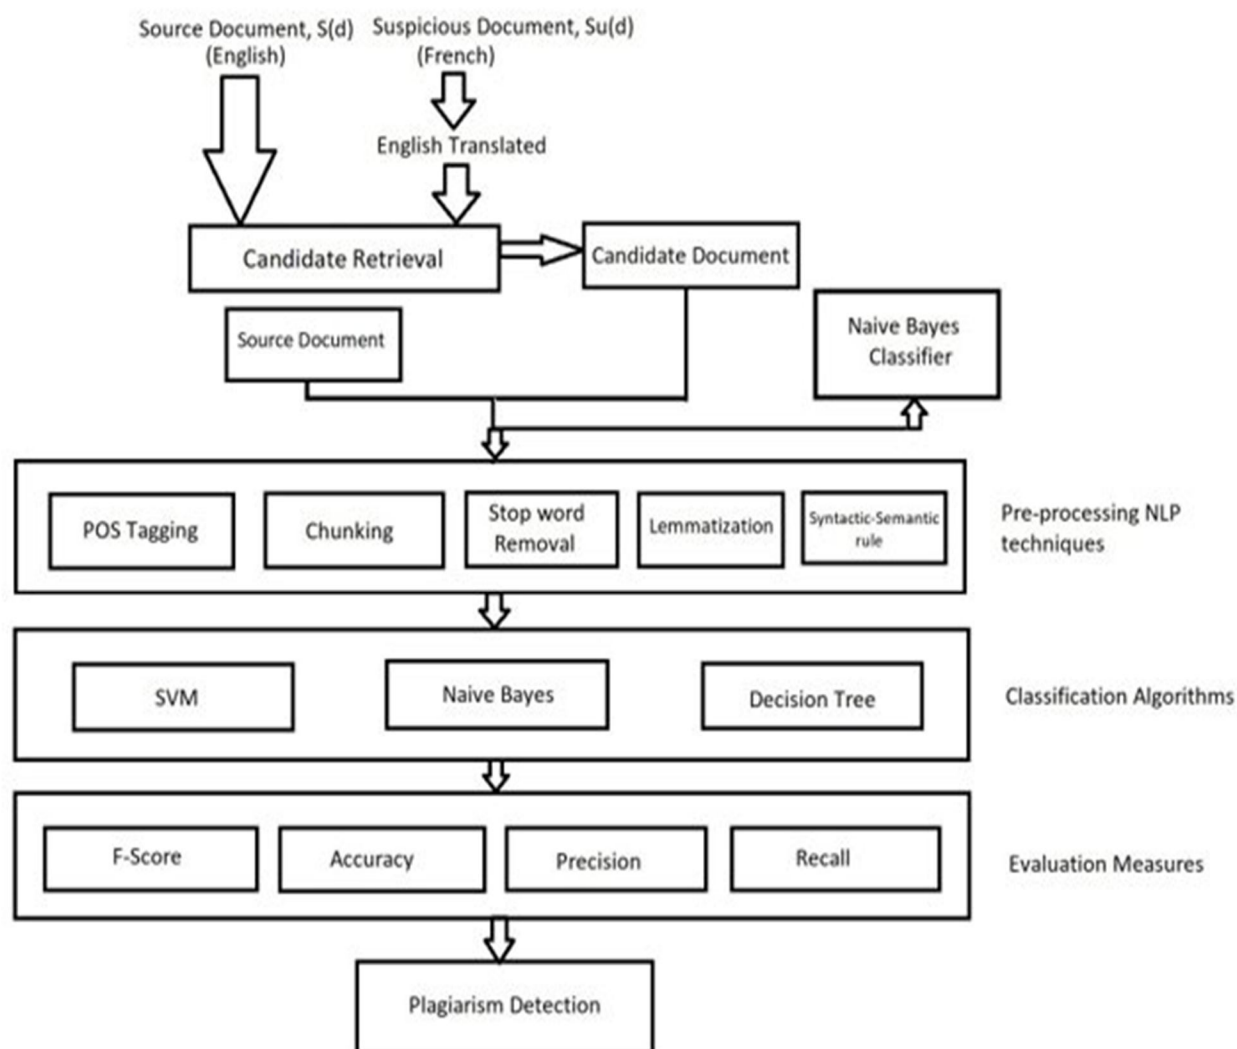 Source Document, S(d)
(English)
Suspicious Document, Su(d)
(French)
English Translated
Candidate Retrieval
Candidate Document
Source Document
Naive Bayes
Classifier
POS Tagging
Chunking
Stop word
Removal
Lemmatization
Syntactic-Semantic
rule
Pre-processing NLP
techniques
SVM
Naive Bayes
Decision Tree
Classification Algorithms
F-Score
Accuracy
Precision
Recall
Evaluation Measures
Plagiarism Detection